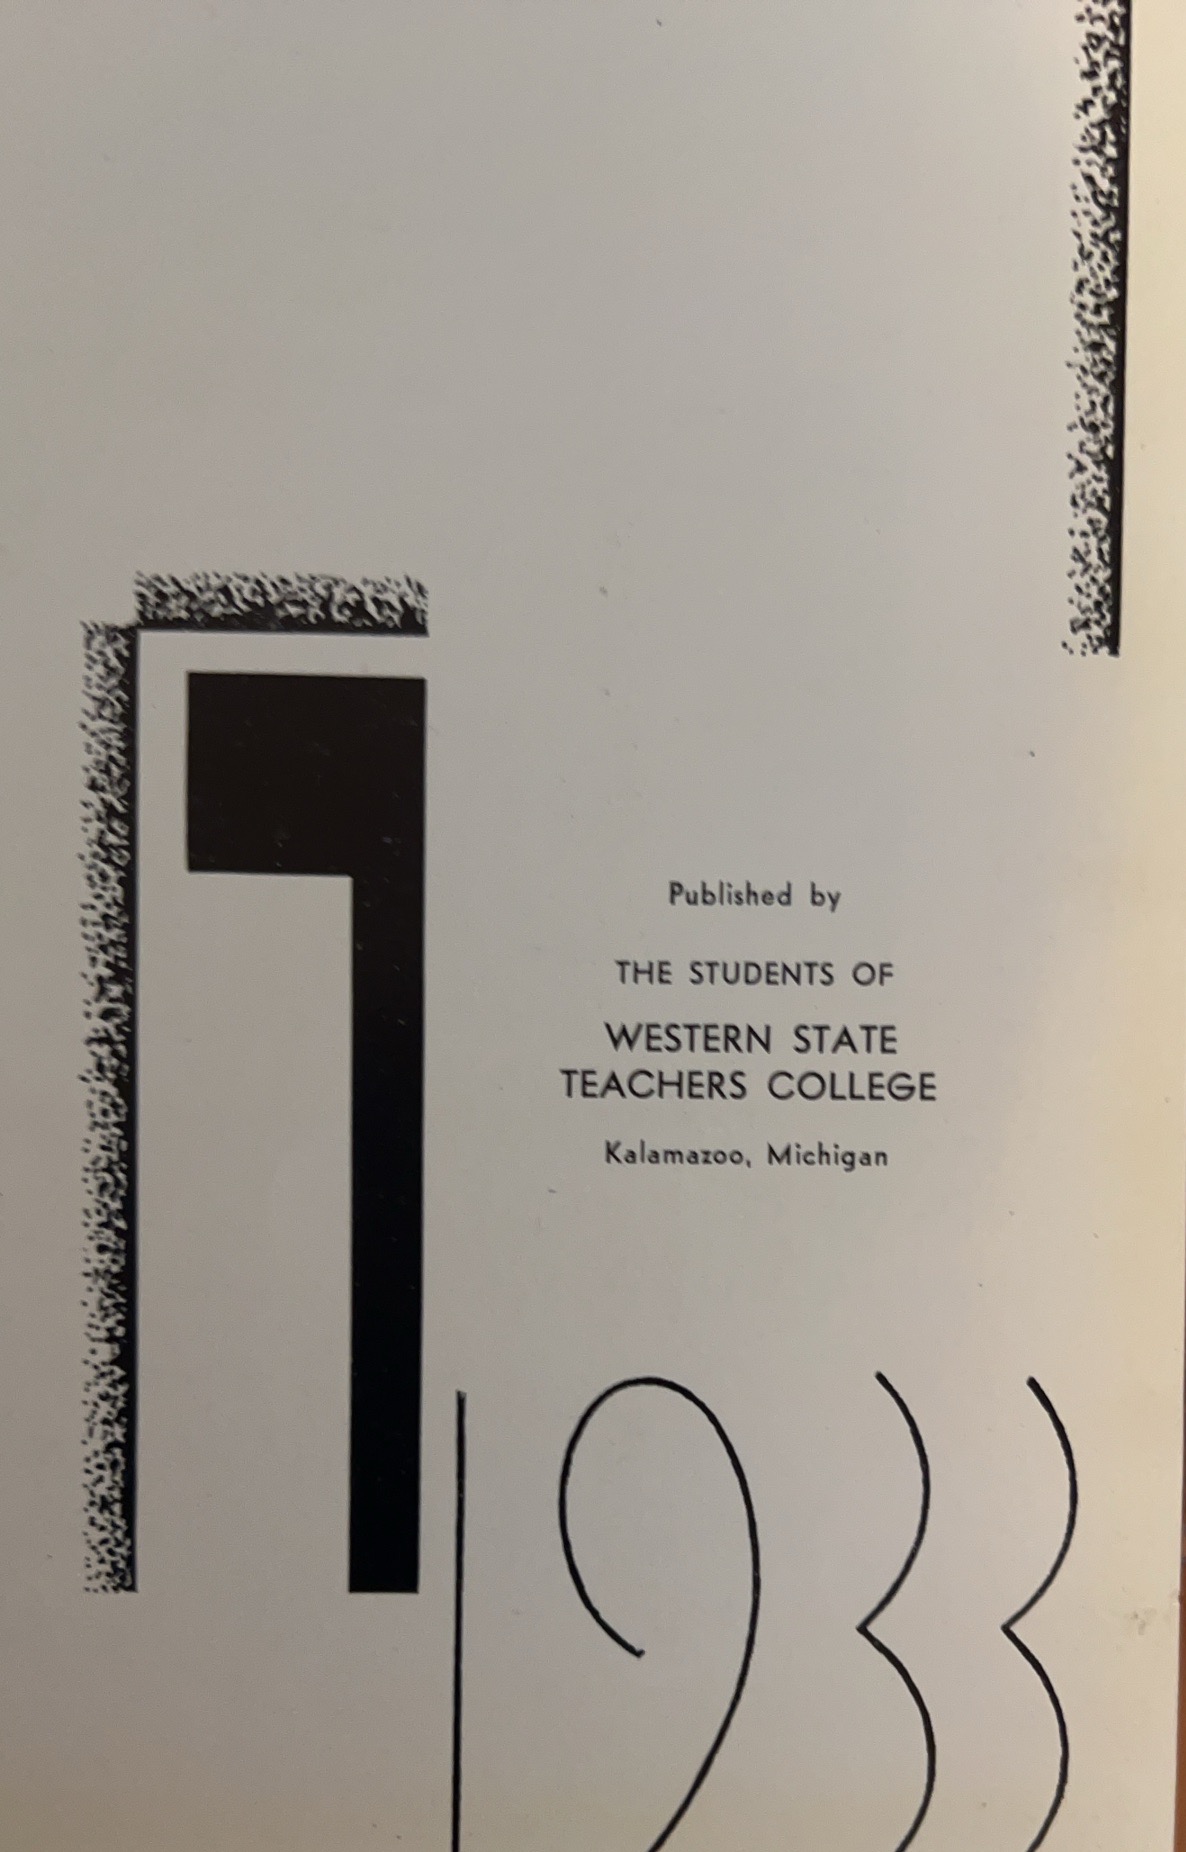 Published by
THE STUDENTS OF
WESTERN STATE
TEACHERS COLLEGE
Kalamazoo, Michigan
1933